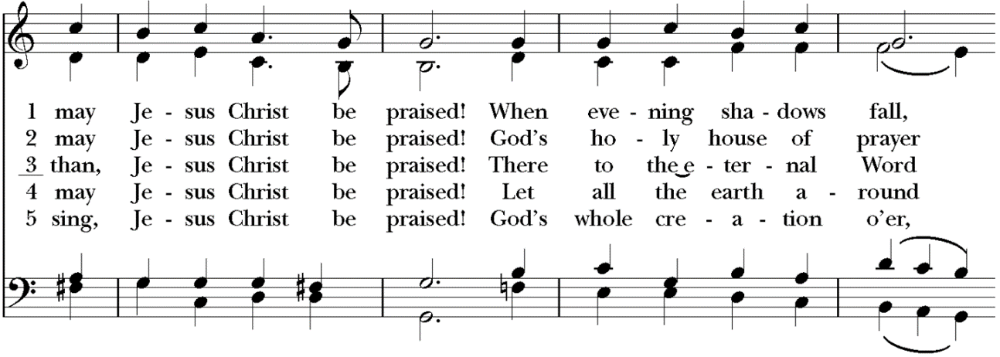 1 may Je - sus Christ be praised! When eve - ning sha - dows fall,
2 may Je - sus Christ be praised! God's ho - ly house of prayer
3 than, Je - sus Christ be praised! There to the e - ter - nal Word
4 may Je - sus Christ be praised! Let all the earth a - round
5 sing, Je - sus Christ be praised! God's whole cre - a - tion o'er,